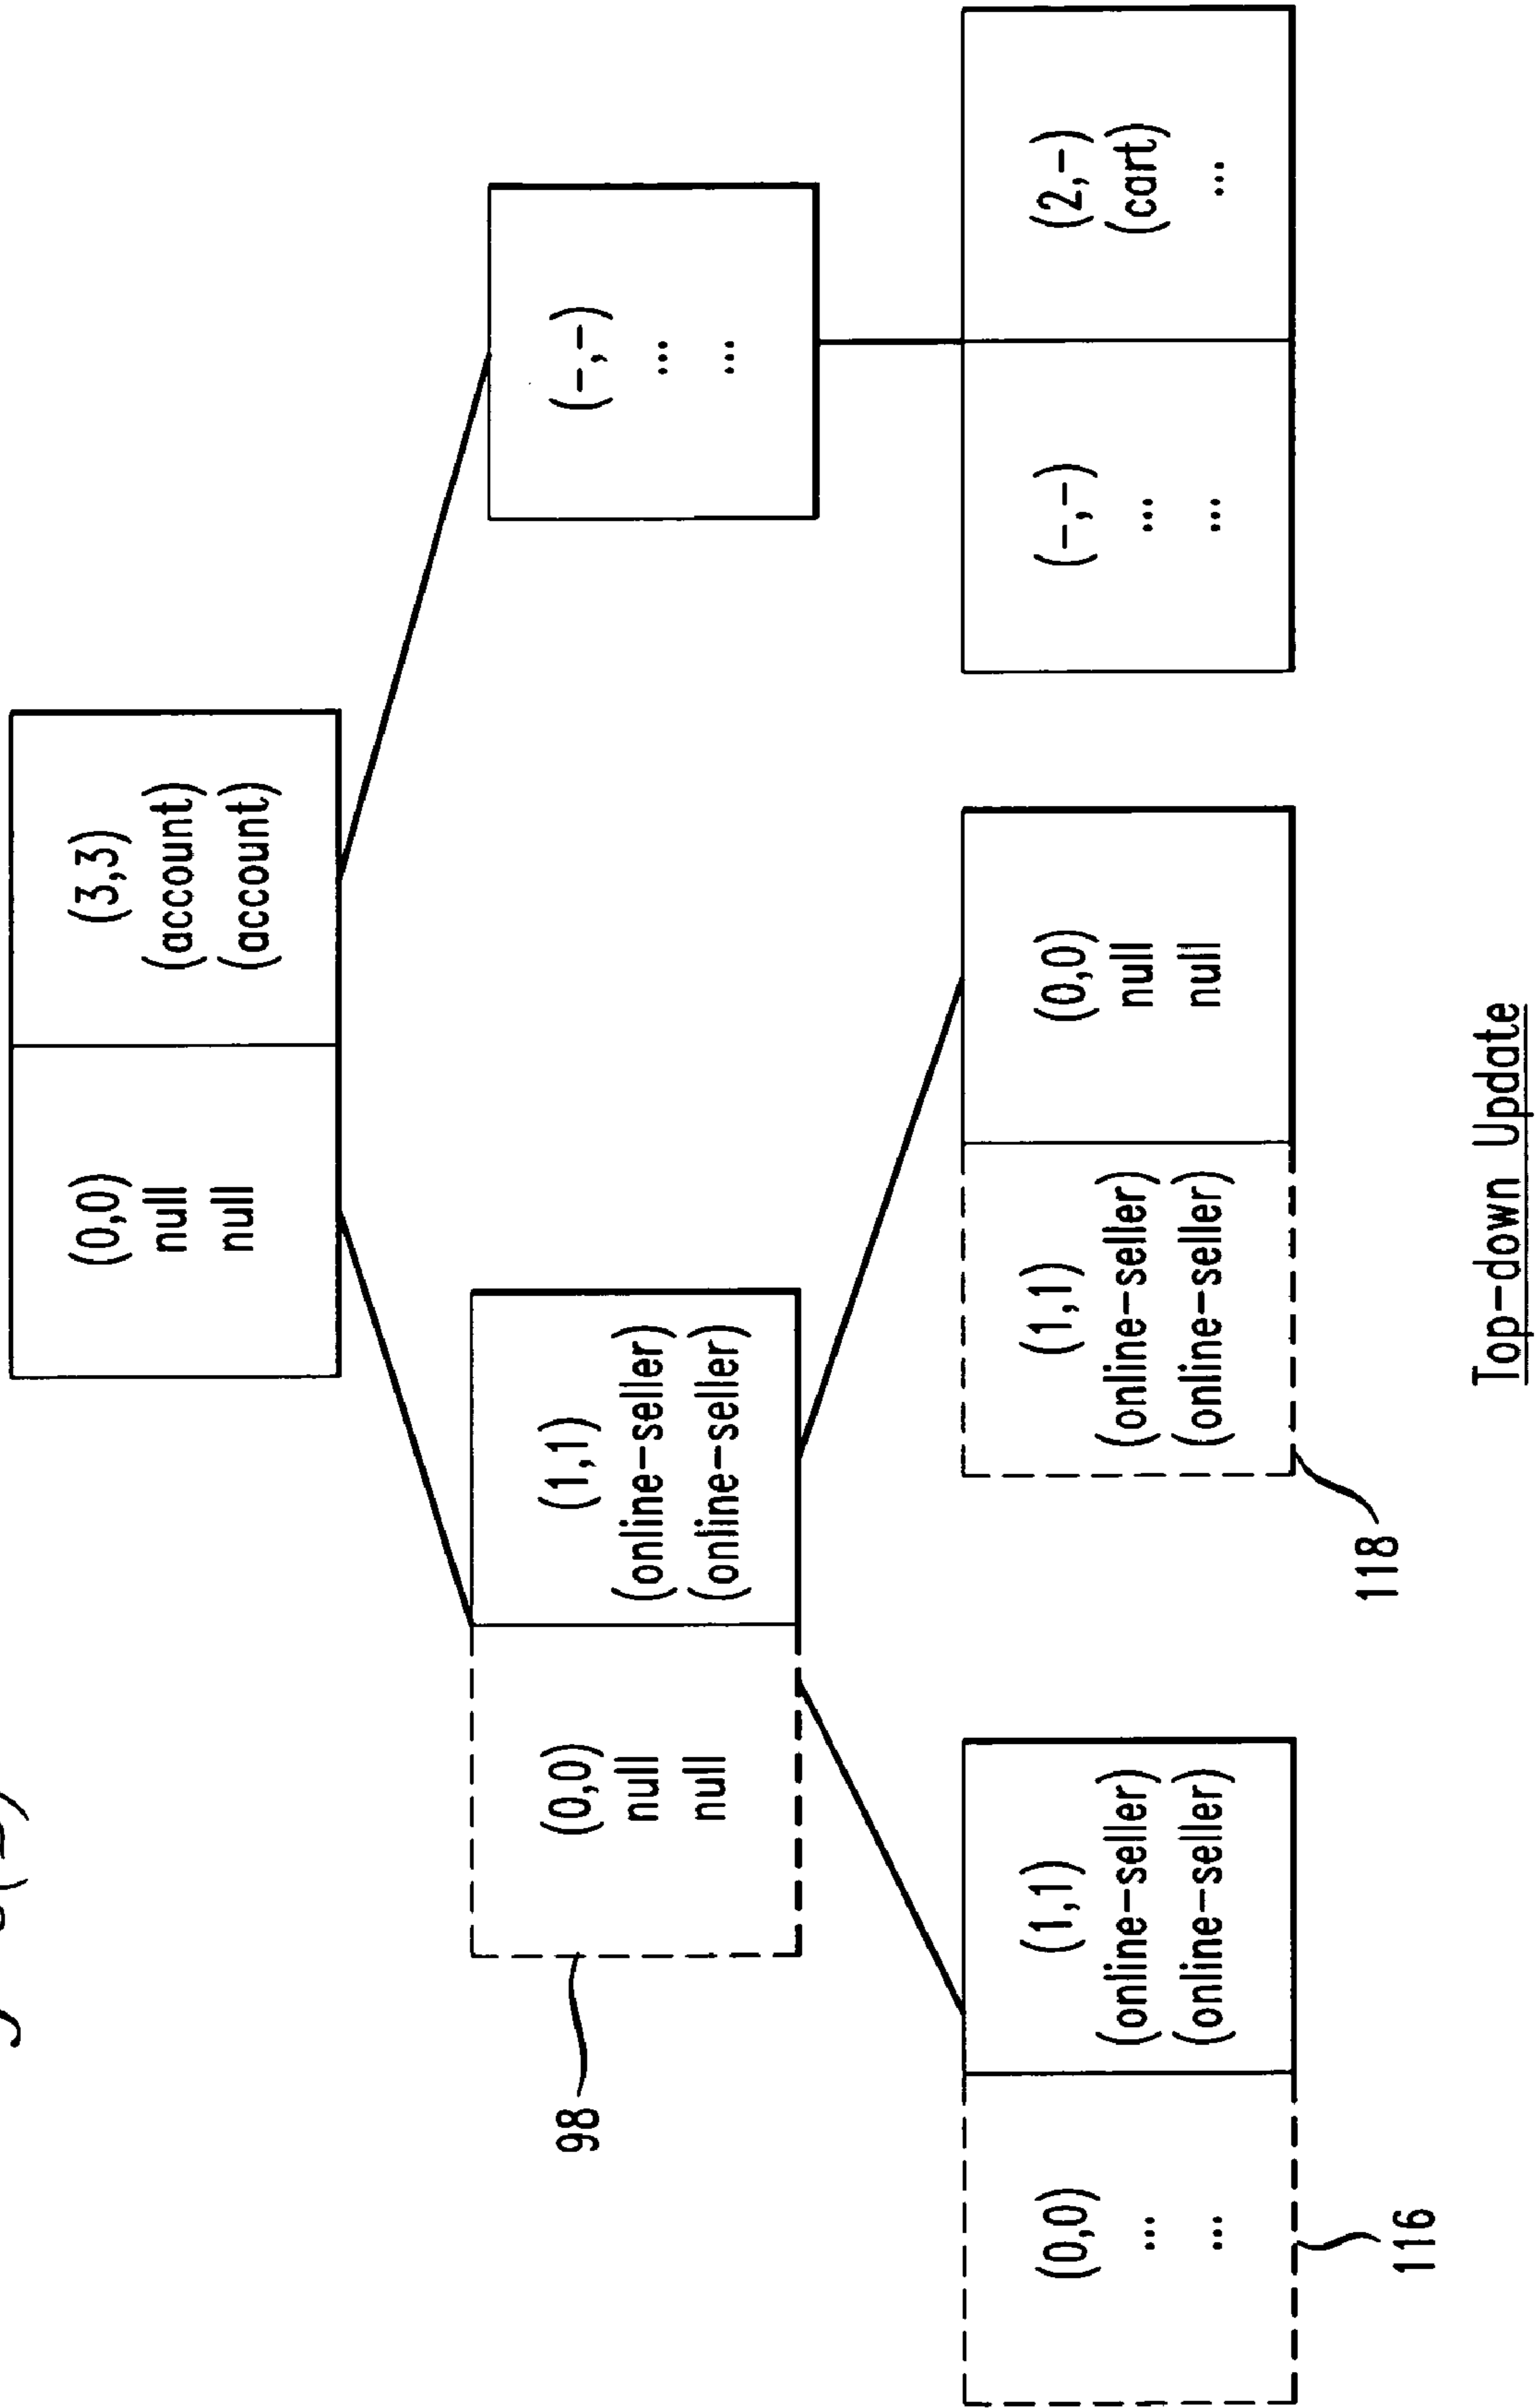 (0,0)
null
null
(3,3)
(account)
(account)
98
(0,0)
null
null
(1,1)
(online-seller)
(online-seller)
(-,-)
...
...
(0,0)
...
...
(1,1)
(online-seller)
(online-seller)
(1,1)
(online-seller)
(online-seller)
(0,0)
null
null
(-,-)
...
...
(2,-)
(cart)
...
116
118
Top-down Update